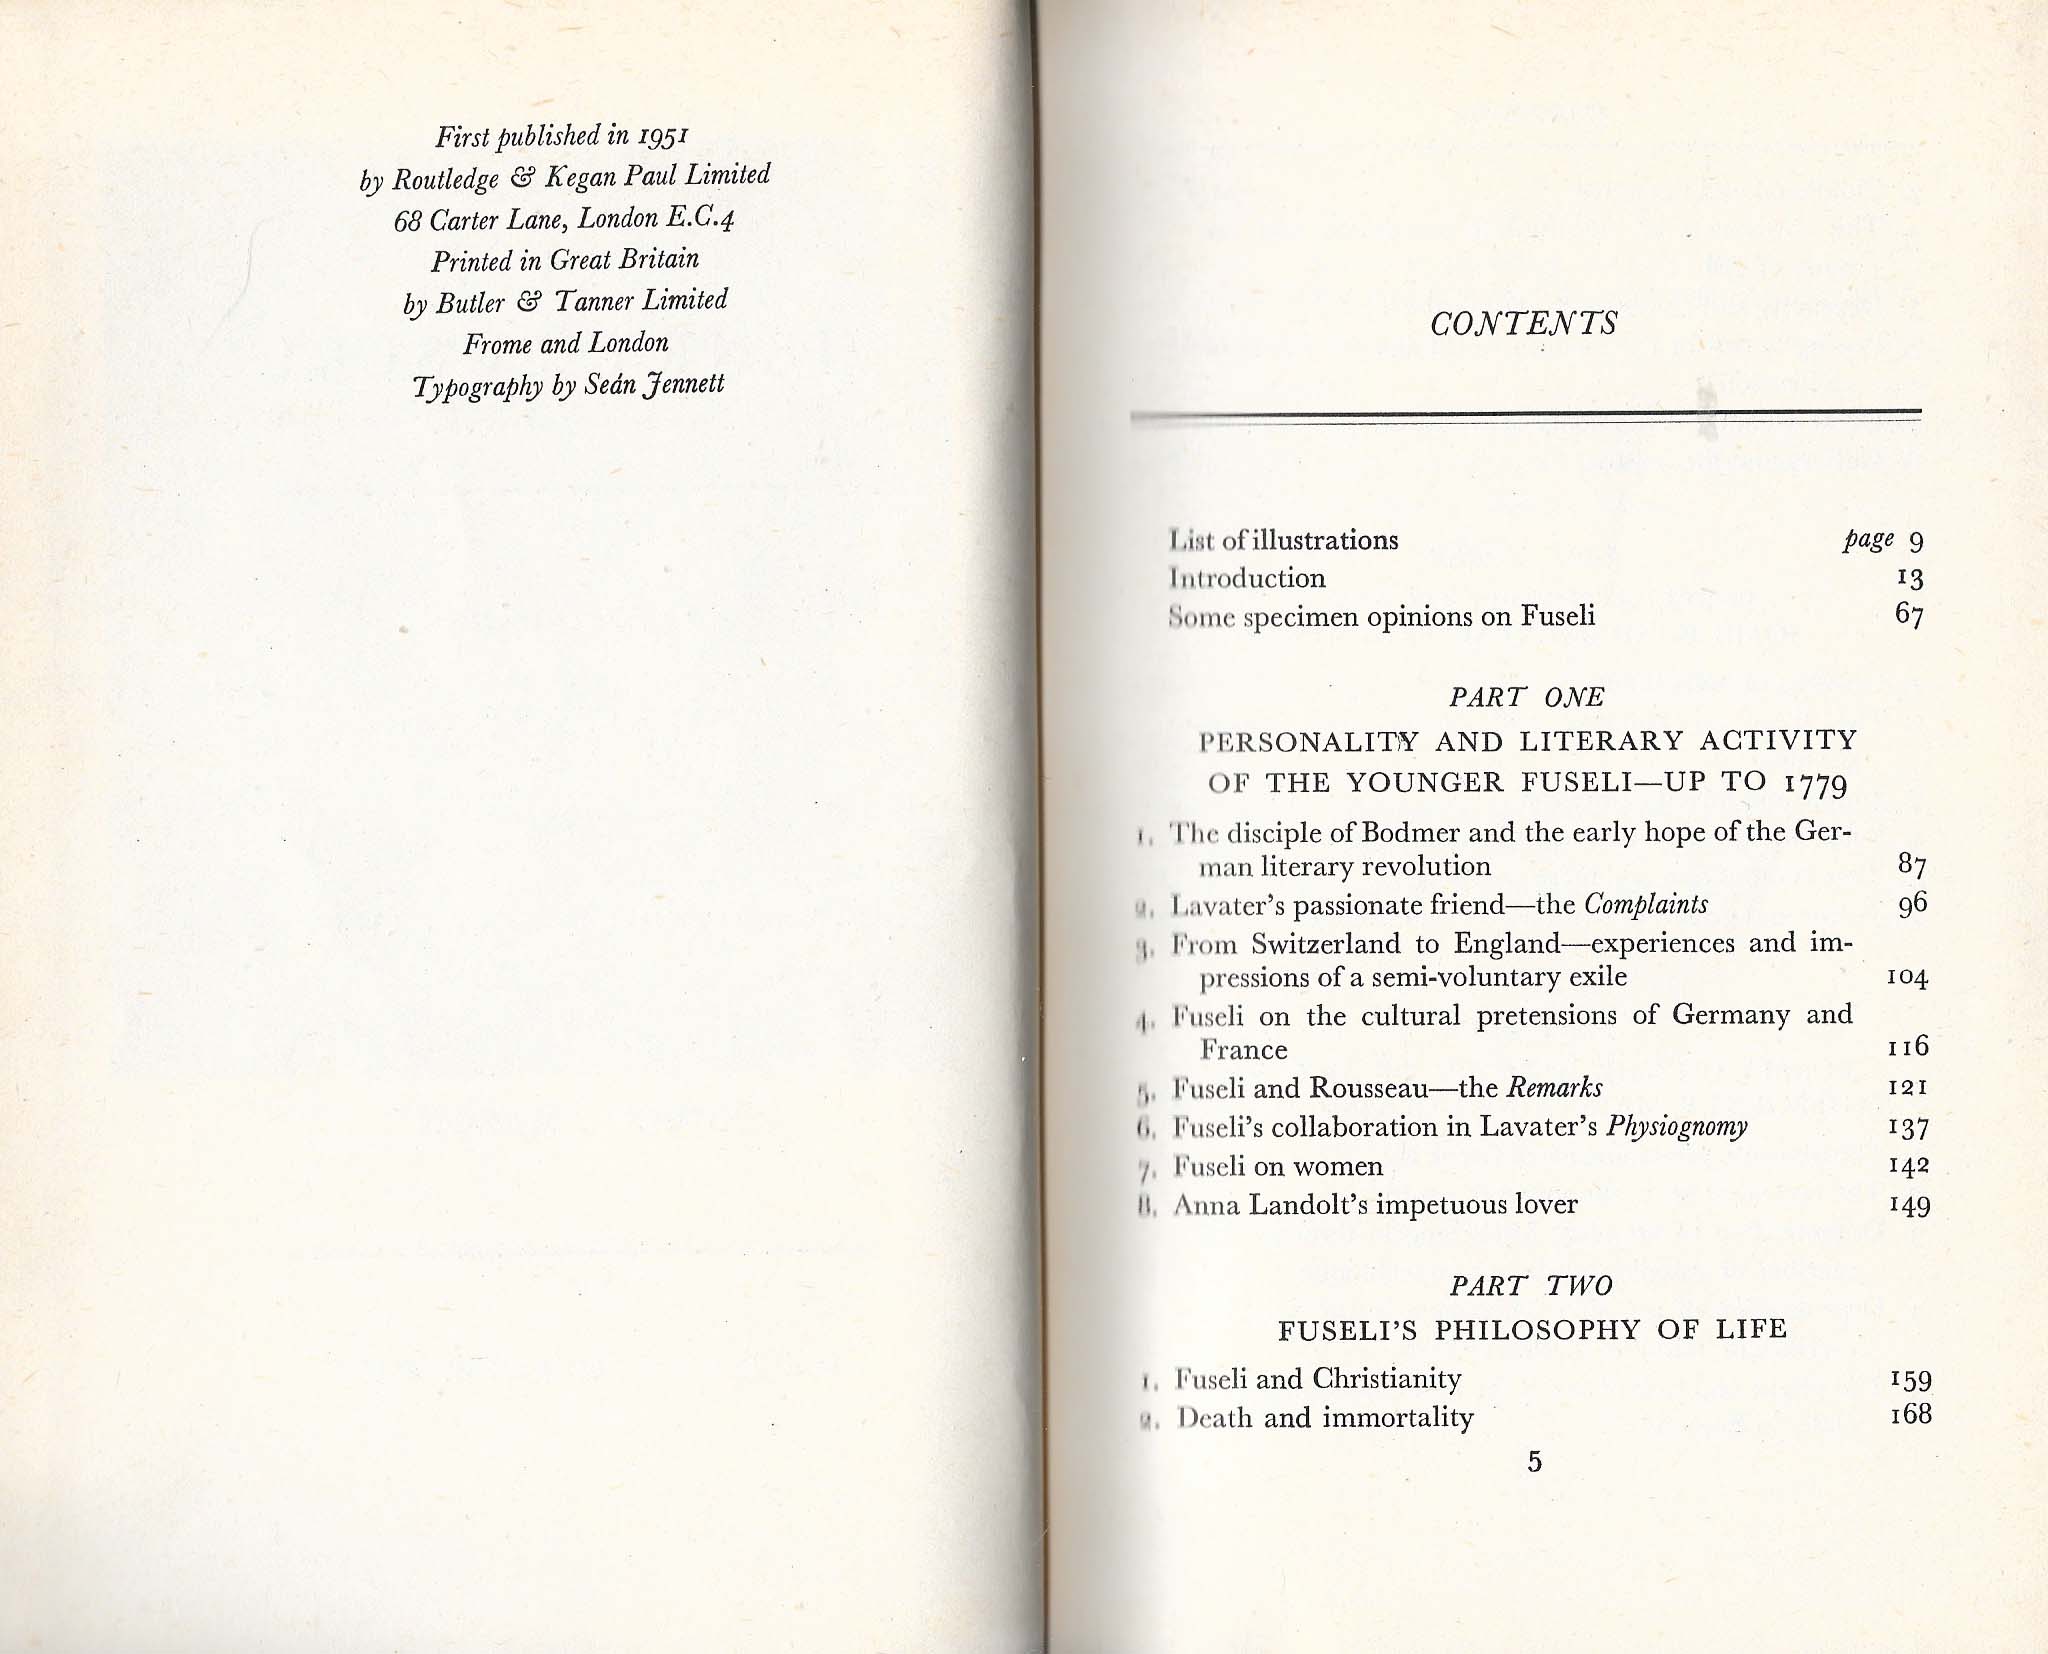 First published in 1951
by Routledge & Kegan Paul Limited
68 Carter Lane, London E.C.4
Printed in Great Britain
by Butler & Tanner Limited
Frome and London
Typography by Seán Jennett
CONTENTS
List of illustrations page 9
Introduction 13
Some specimen opinions on Fuseli 67
PART ONE
PERSONALITY AND LITERARY ACTIVITY
OF THE YOUNGER FUSELI—UP TO 1779
1. The disciple of Bodmer and the early hope of the Ger-
man literary revolution 87
2. Lavater's passionate friend—the Complaints 96
3. From Switzerland to England—experiences and im-
pressions of a semi-voluntary exile 104
4. Fuseli on the cultural pretensions of Germany and
France 116
5. Fuseli and Rousseau—the Remarks 121
6. Fuseli's collaboration in Lavater's Physiognomy 137
7. Fuseli on women 142
8. Anna Landolt's impetuous lover 149
PART TWO
FUSELI'S PHILOSOPHY OF LIFE
1. Fuseli and Christianity 159
2. Death and immortality 168
5